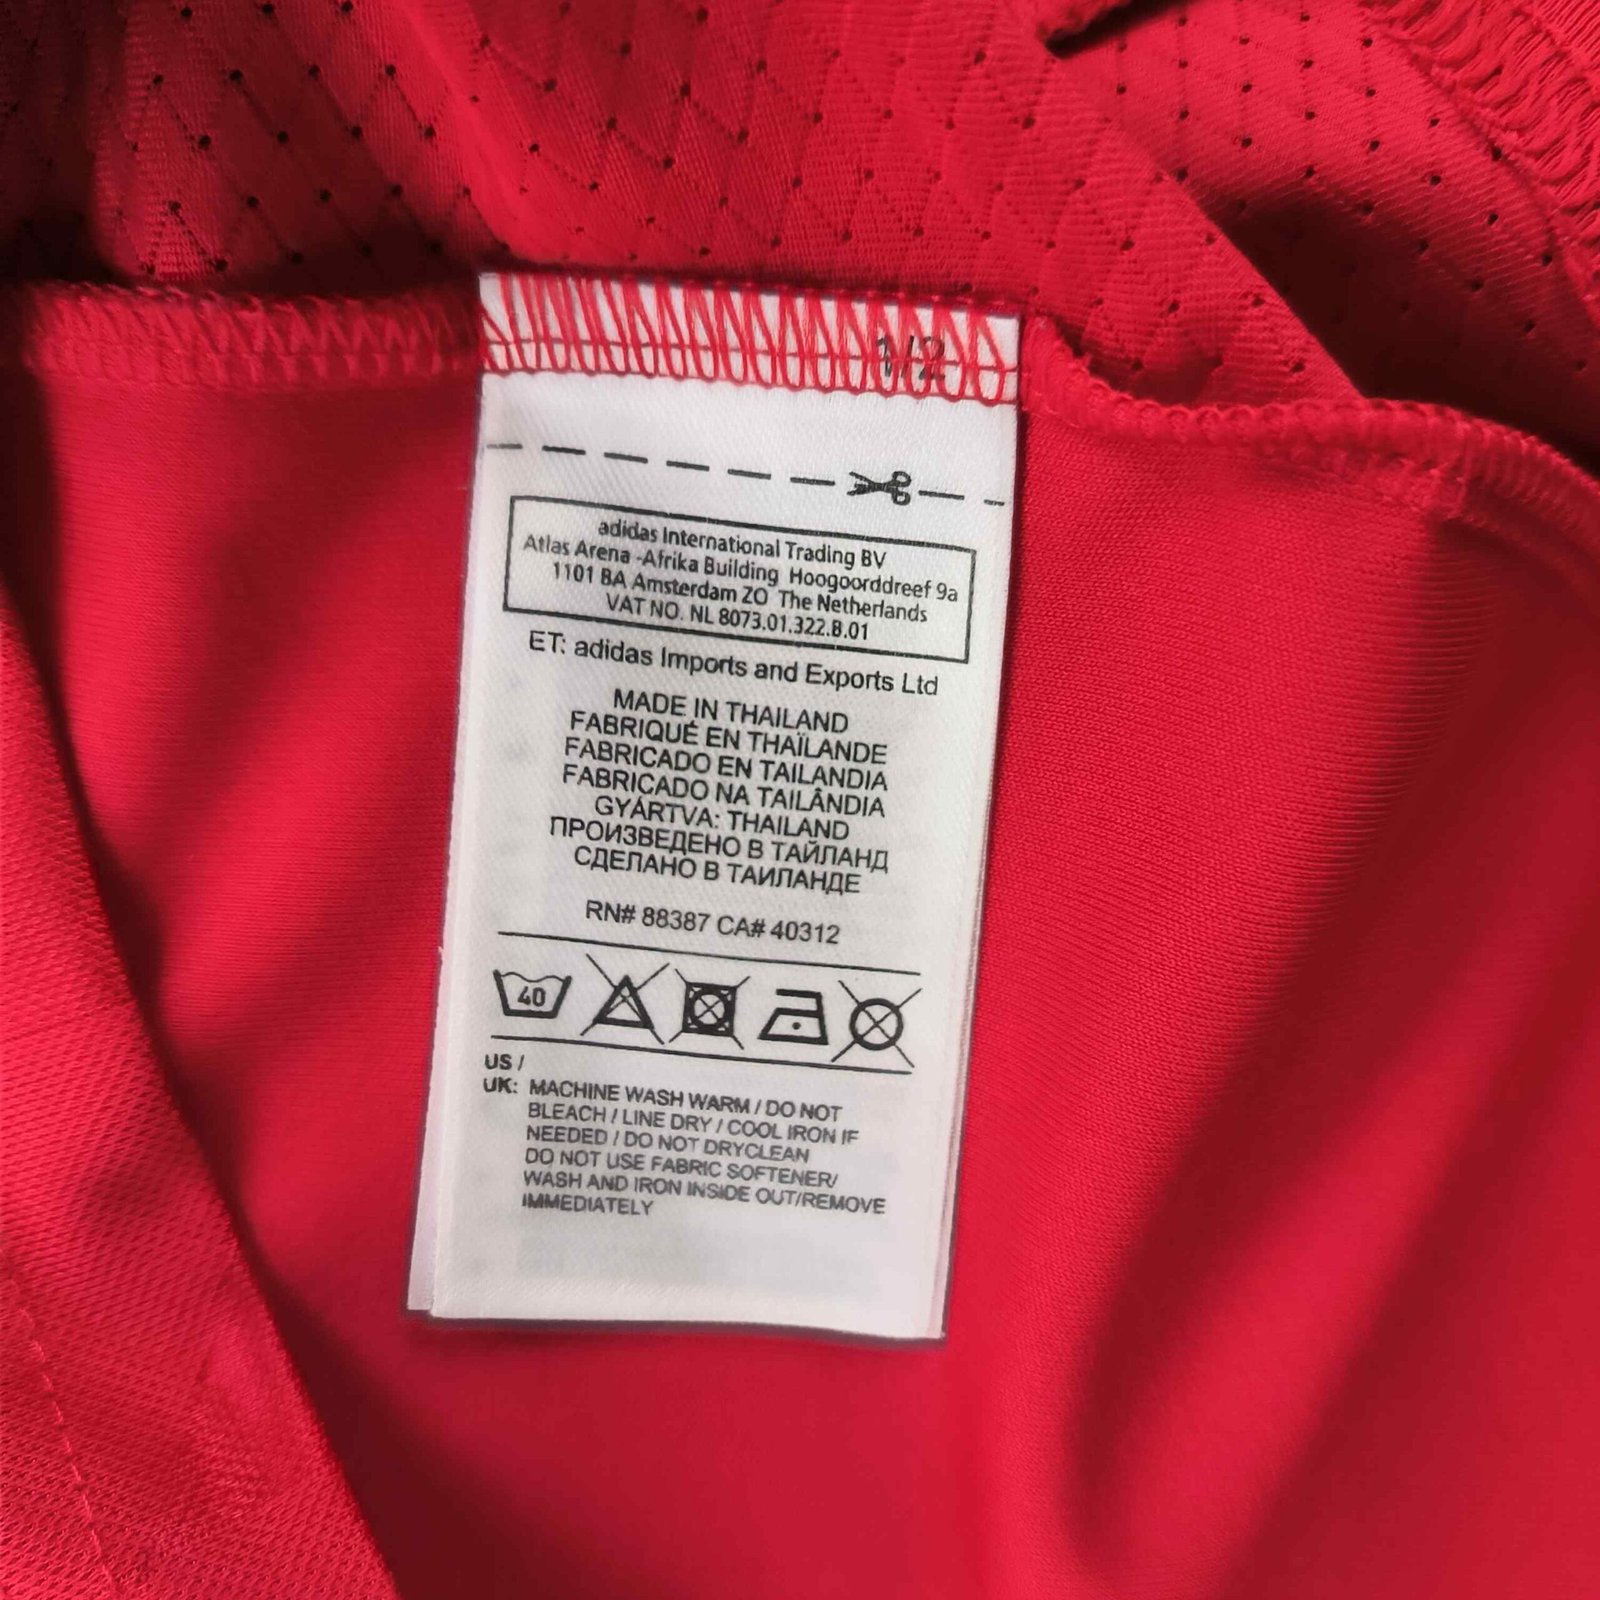 1/2
adidas International Trading BV
Atlas Arena -Afrika Building Hoogoorddreef 9a
1101 BA Amsterdam ZO The Netherlands
VAT NO. NL 8073.01.322.B.01
ET: adidas Imports and Exports Ltd
MADE IN THAILAND
FABRIQUÉ EN THAÏLANDE
FABRICADO EN TAILANDIA
FABRICADO NA TAILÂNDIA
GYÁRTVA: THAILAND
ПРОИЗВЕДЕНО В ТАЙЛАНД
СДЕЛАНО В ТАИЛАНДЕ
RN# 88387 CA# 40312
40
US /
UK: MACHINE WASH WARM / DO NOT
BLEACH / LINE DRY / COOL IRON IF
NEEDED / DO NOT DRYCLEAN
DO NOT USE FABRIC SOFTENER/
WASH AND IRON INSIDE OUT/REMOVE
IMMEDIATELY